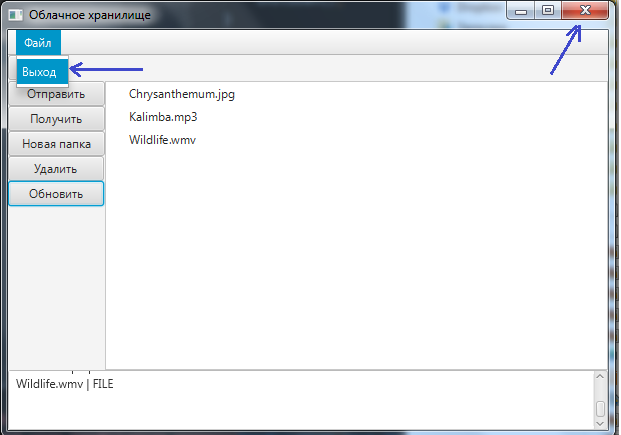 Облачное хранилище
Файл
Выход
Отправить
Получить
Новая папка
Удалить
Обновить
Chrysanthemum.jpg
Kalimba.mp3
Wildlife.wmv
Wildlife.wmv | FILE